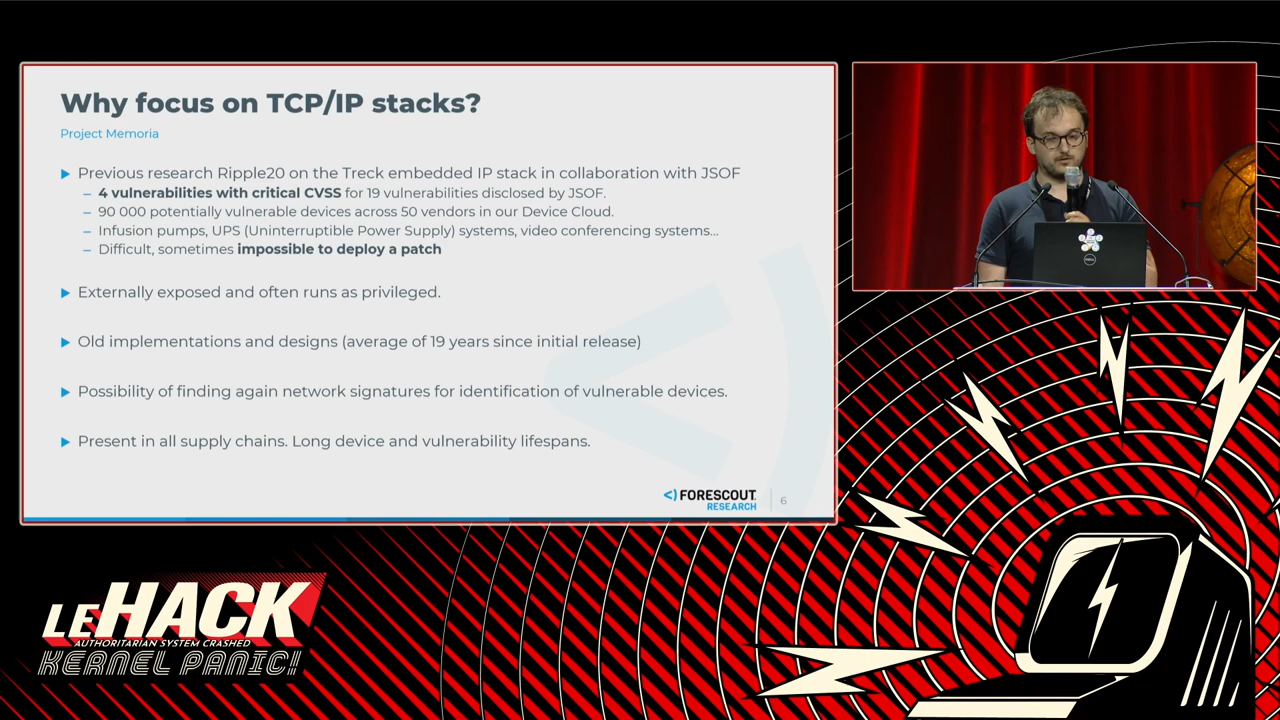 Why focus on TCP/IP stacks?
Project Memoria
Previous research Ripple20 on the Treck embedded IP stack in collaboration with JSOF
– 4 vulnerabilities with critical CVSS for 19 vulnerabilities disclosed by JSOF.
– 90 000 potentially vulnerable devices across 50 vendors in our Device Cloud.
– Infusion pumps, UPS (Uninterruptible Power Supply) systems, video conferencing systems...
– Difficult, sometimes impossible to deploy a patch
Externally exposed and often runs as privileged.
Old implementations and designs (average of 19 years since initial release)
Possibility of finding again network signatures for identification of vulnerable devices.
Present in all supply chains. Long device and vulnerability lifespans.
FORESCOUT
RESEARCH
6
DELL
LEHACK
AUTHORITARIAN SYSTEM CRASHED
KERNEL PANIC!